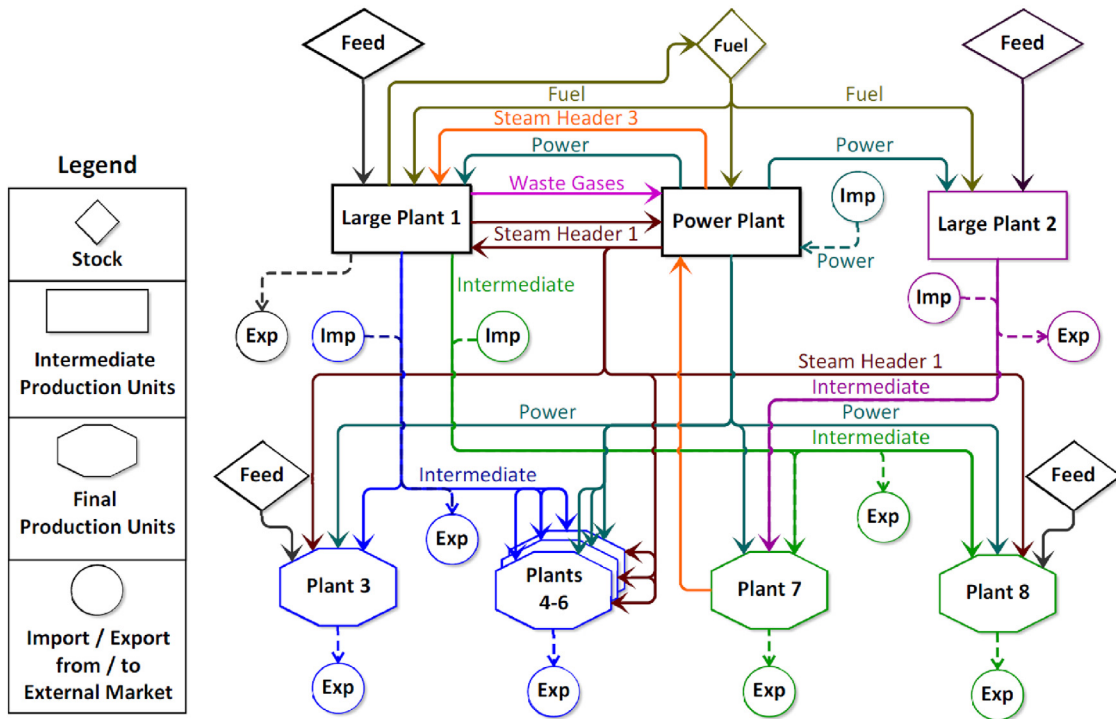 Feed
Fuel
Feed
Fuel
Fuel
Steam Header 3
Power
Power
Legend
Waste Gases
Large Plant 1
Power Plant
Imp
Large Plant 2
Steam Header 1
Stock
Power
Intermediate
Imp
Exp
Imp
Imp
Exp
Intermediate
Production Units
Steam Header 1
Intermediate
Power
Power
Intermediate
Feed
Intermediate
Feed
Final
Production Units
Exp
Exp
Plant 3
Plants
4-6
Plant 7
Plant 8
Import / Export
from / to
External Market
Exp
Exp
Exp
Exp